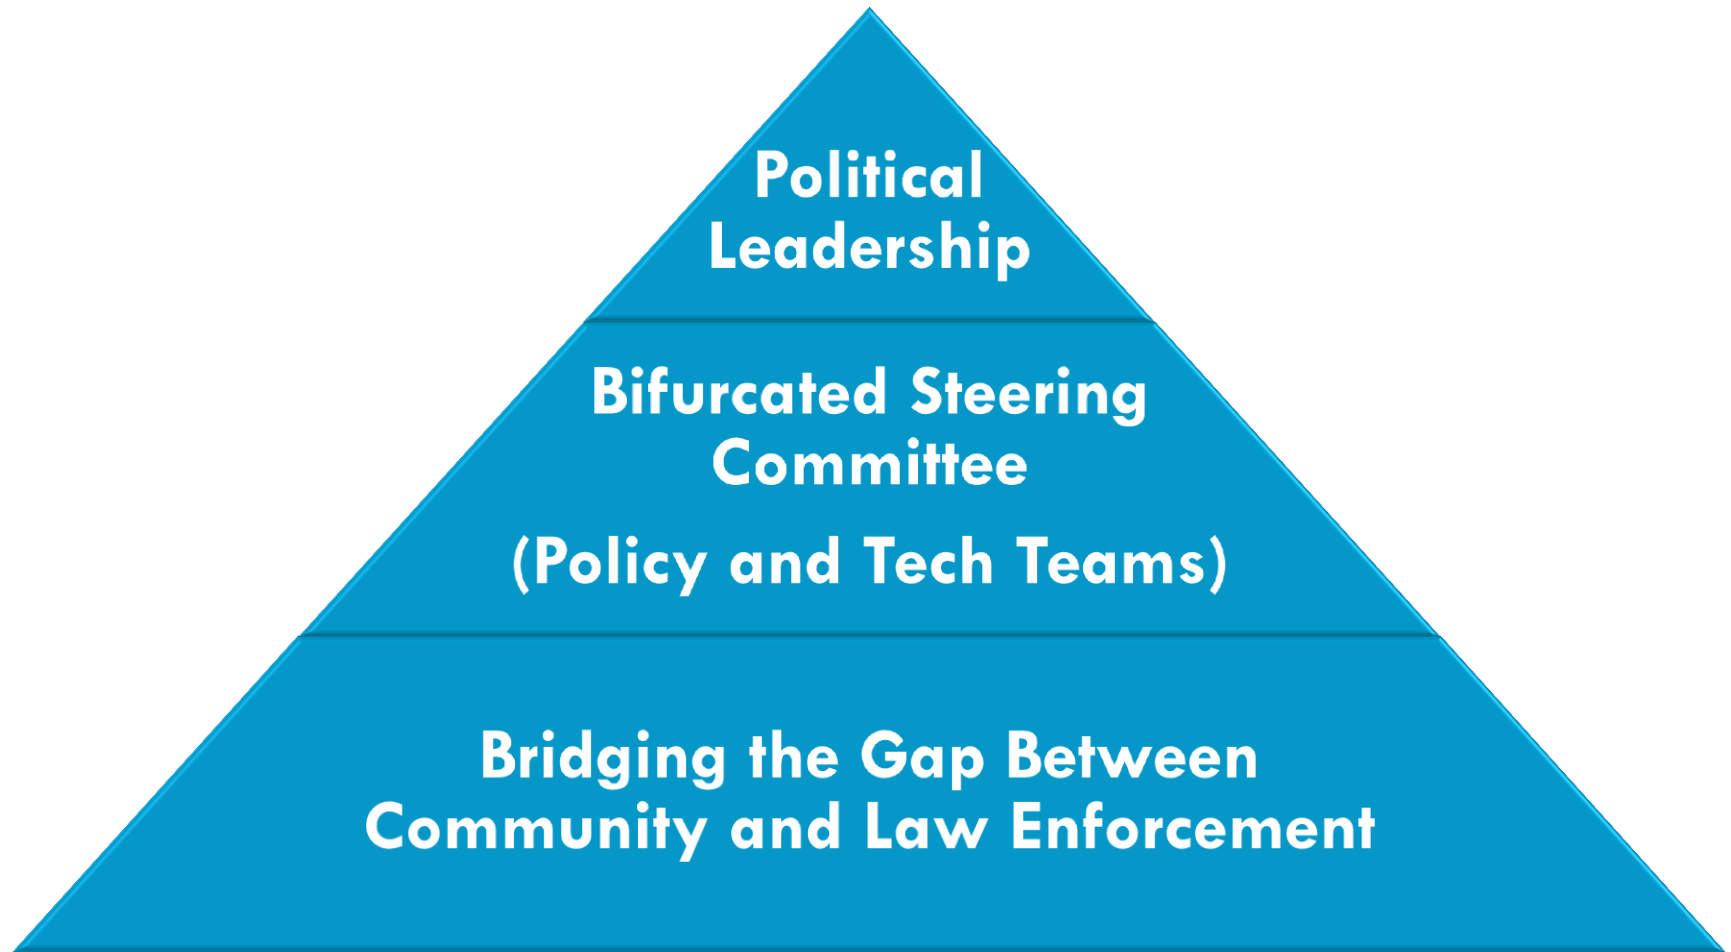 Political
Leadership
Bifurcated Steering
Committee
(Policy and Tech Teams)
Bridging the Gap Between
Community and Law Enforcement